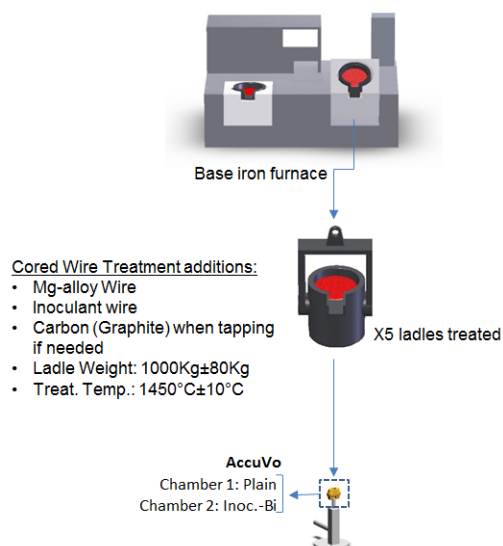 Base iron furnace
Cored Wire Treatment additions:
• Mg-alloy Wire
• Inoculant wire
• Carbon (Graphite) when tapping
if needed
• Ladle Weight: 1000Kg±80Kg
• Treat. Temp.: 1450°C±10°C
X5 ladles treated
AccuVo
Chamber 1: Plain
Chamber 2: Inoc.-Bi